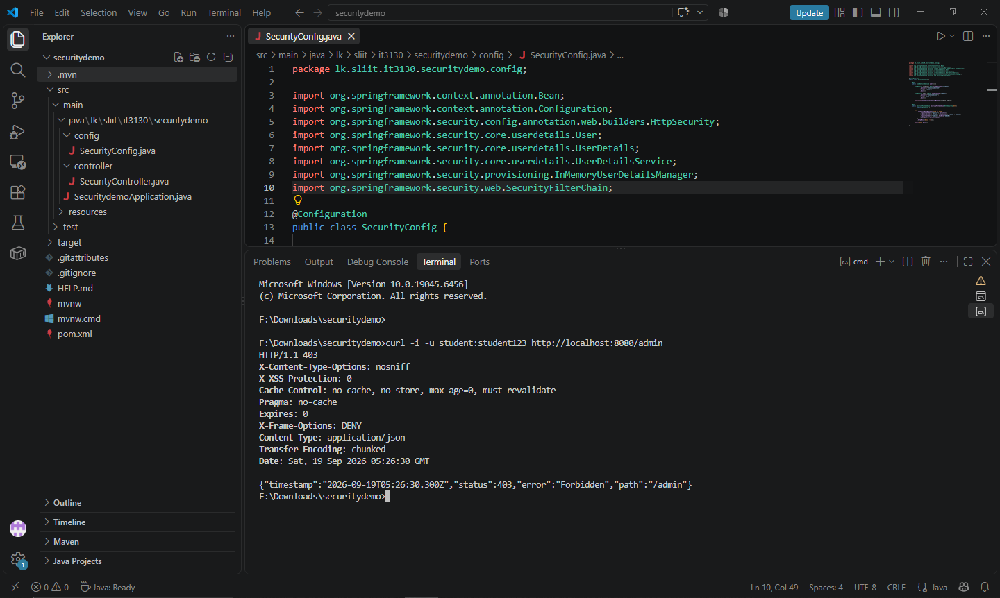 File Edit Selection View Go Run Terminal Help
securitydemo
Update
Explorer
securitydemo
.mvn
src
main
java\lk\sliit\it3130\securitydemo
config
SecurityConfig.java
controller
SecurityController.java
SecuritydemoApplication.java
resources
test
target
.gitattributes
.gitignore
HELP.md
mvnw
mvnw.cmd
pom.xml
Outline
Timeline
Maven
Java Projects
1
SecurityConfig.java
src > main > java > lk > sliit > it3130 > securitydemo > config > SecurityConfig.java > ...
1 package lk.sliit.it3130.securitydemo.config;
2
3 import org.springframework.context.annotation.Bean;
4 import org.springframework.context.annotation.Configuration;
5 import org.springframework.security.config.annotation.web.builders.HttpSecurity;
6 import org.springframework.security.core.userdetails.User;
7 import org.springframework.security.core.userdetails.UserDetails;
8 import org.springframework.security.core.userdetails.UserDetailsService;
9 import org.springframework.security.provisioning.InMemoryUserDetailsManager;
10 import org.springframework.security.web.SecurityFilterChain;
11
12 @Configuration
13 public class SecurityConfig {
14
Problems Output Debug Console Terminal Ports
cmd
Microsoft Windows [Version 10.0.19045.6456]
(c) Microsoft Corporation. All rights reserved.
F:\Downloads\securitydemo>
F:\Downloads\securitydemo>curl -i -u student:student123 http://localhost:8080/admin
HTTP/1.1 403
X-Content-Type-Options: nosniff
X-XSS-Protection: 0
Cache-Control: no-cache, no-store, max-age=0, must-revalidate
Pragma: no-cache
Expires: 0
X-Frame-Options: DENY
Content-Type: application/json
Transfer-Encoding: chunked
Date: Sat, 19 Sep 2026 05:26:30 GMT
{"timestamp":"2026-09-19T05:26:30.300Z","status":403,"error":"Forbidden","path":"/admin"}
F:\Downloads\securitydemo>
0 0 Java: Ready
Ln 10, Col 49 Spaces: 4 UTF-8 CRLF {} Java